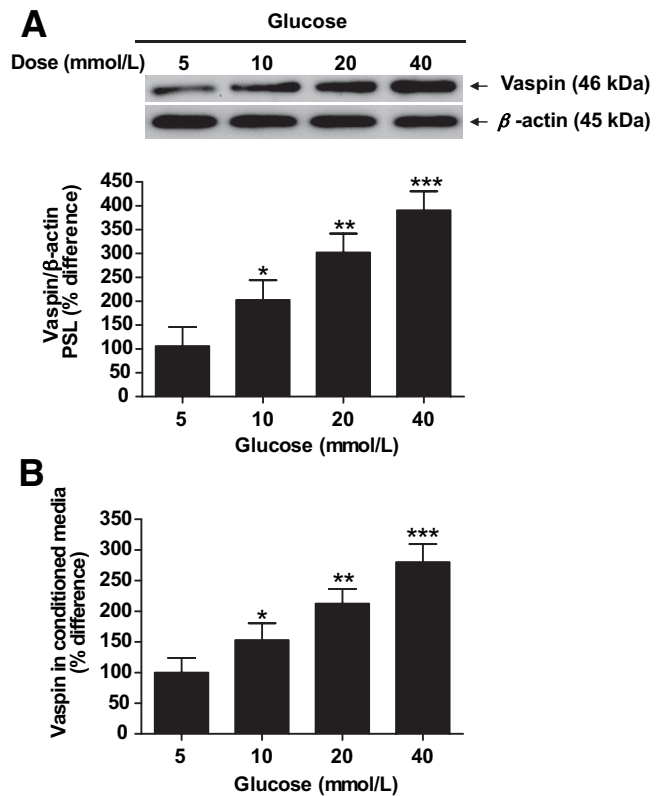 A
Glucose
Dose (mmol/L) 5 10 20 40
Vaspin (46 kDa)
β -actin (45 kDa)
Vaspin/β-actin
PSL (% difference)
450
400
350
300
250
200
150
100
50
0
*
**
***
5 10 20 40
Glucose (mmol/L)
B
Vaspin in conditioned media
(% difference)
350
300
250
200
150
100
50
0
*
**
***
5 10 20 40
Glucose (mmol/L)